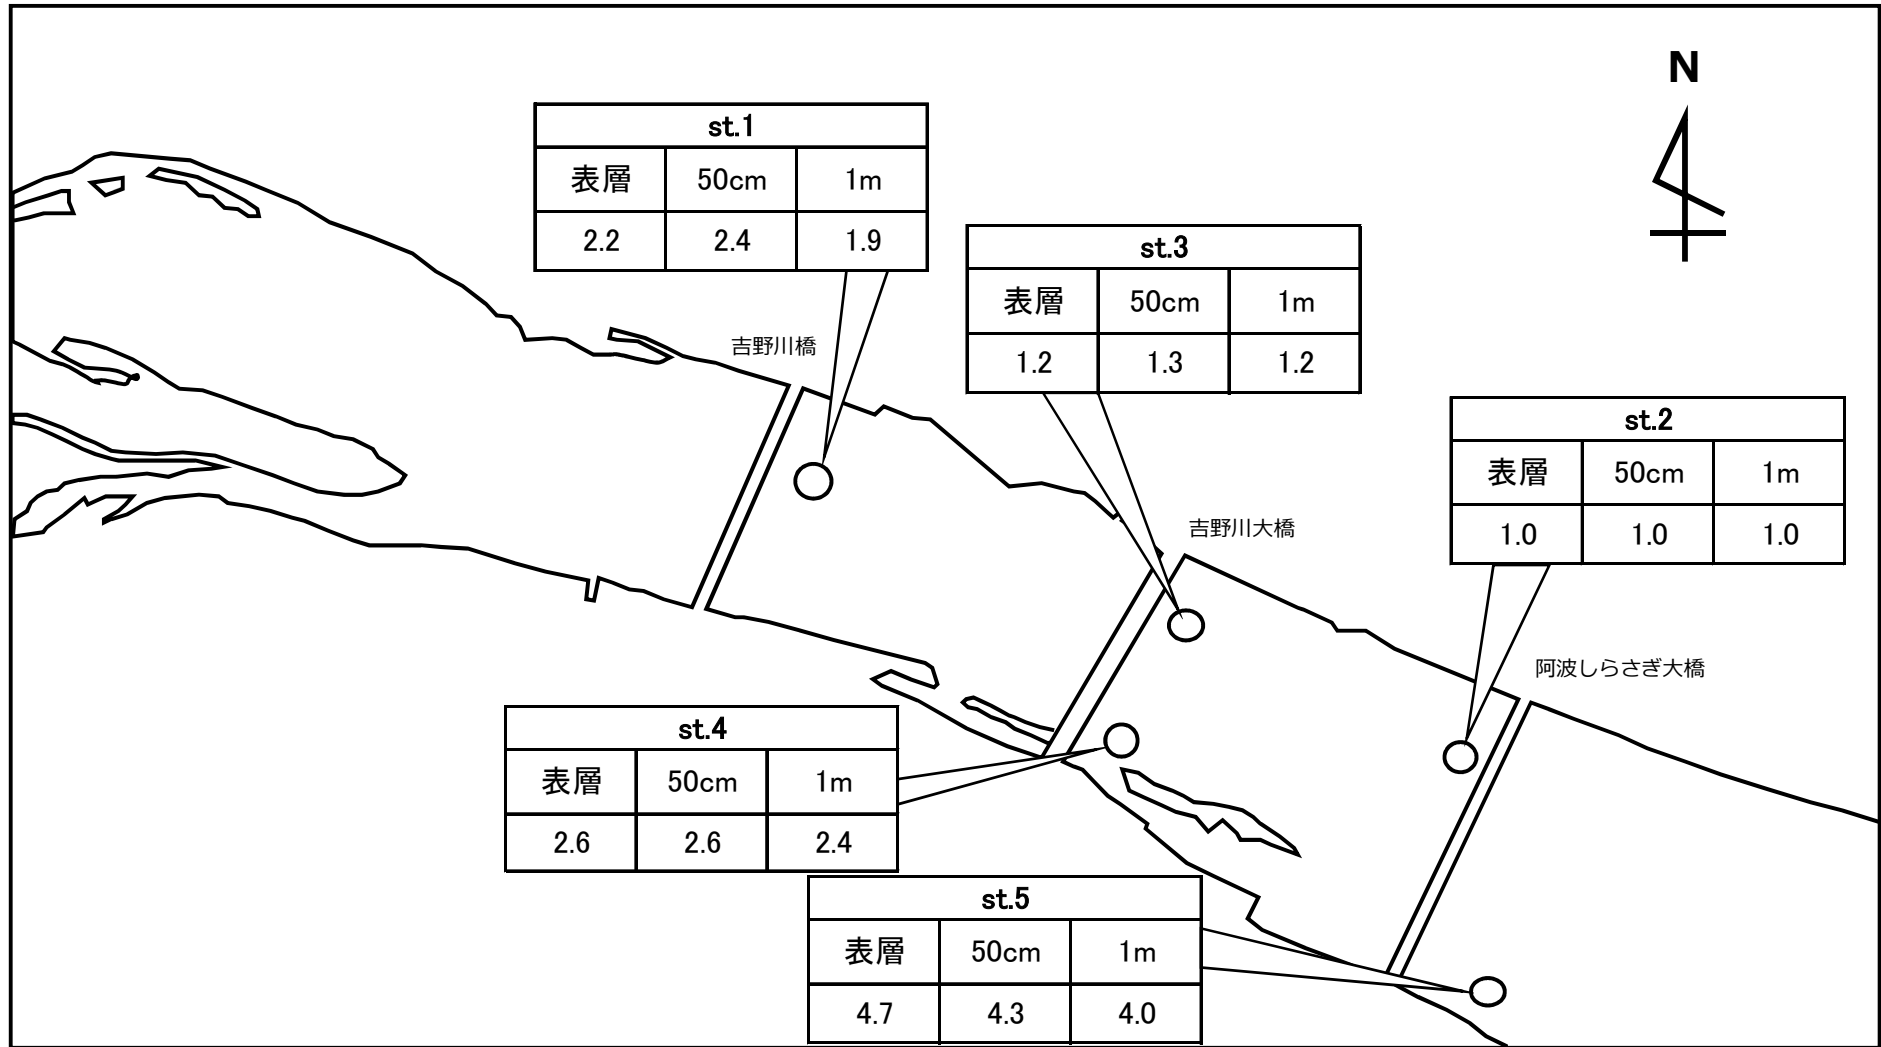 N
st.1
表層 50cm 1m
2.2 2.4 1.9
st.3
表層 50cm 1m
1.2 1.3 1.2
吉野川橋
st.2
表層 50cm 1m
1.0 1.0 1.0
吉野川大橋
阿波しらさぎ大橋
st.4
表層 50cm 1m
2.6 2.6 2.4
st.5
表層 50cm 1m
4.7 4.3 4.0